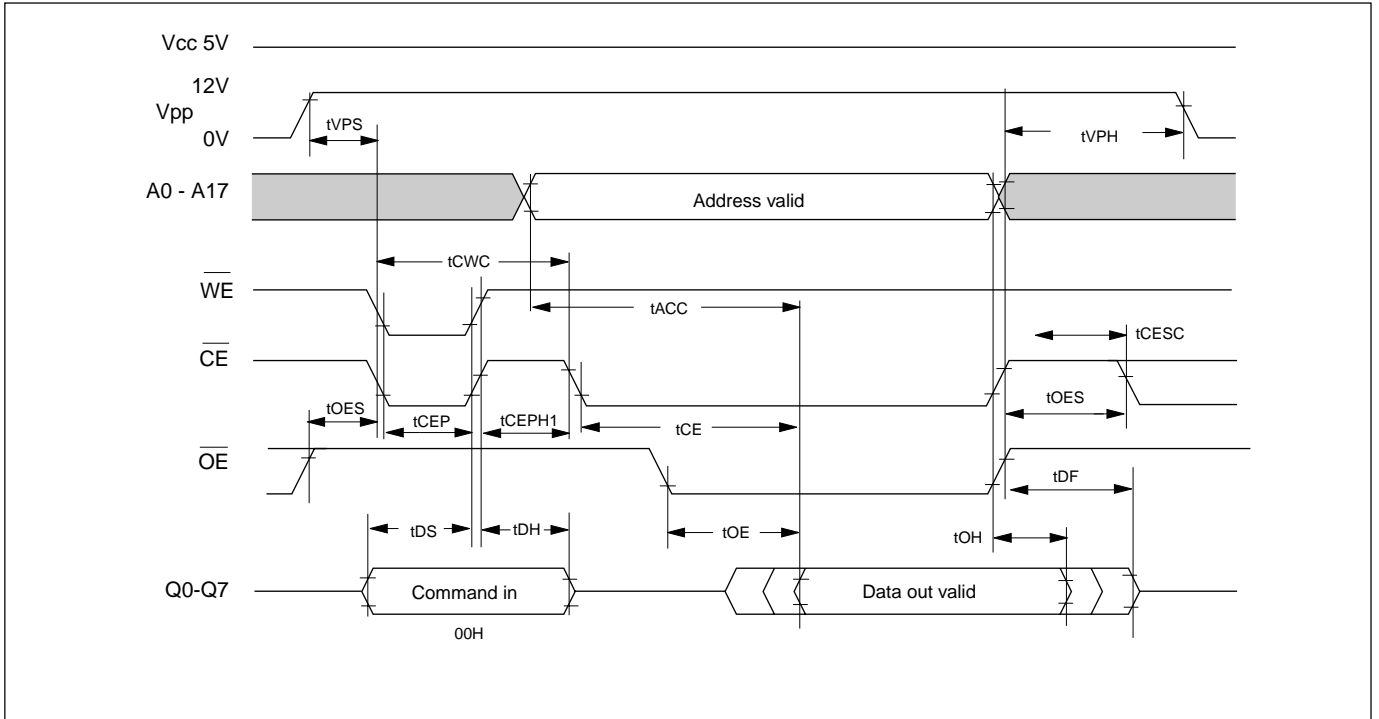 Vcc 5V
12V
Vpp
0V
tVPS
tVPH
A0 - A17
Address valid
tCWC
WE
tACC
tCESC
CE
tOES
tCEP
tCEPH1
tCE
tOES
OE
tDF
tDS
tDH
tOE
tOH
Q0-Q7
Command in
Data out valid
00H